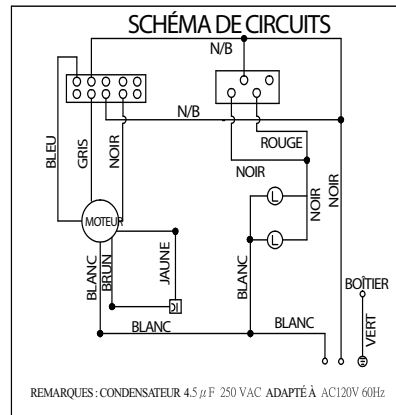 SCHÉMA DE CIRCUITS
N/B
BLEU
GRIS
NOIR
N/B
ROUGE
NOIR
NOIR
NOIR
MOTEUR
L
L
BLANC
BRUN
JAUNE
BLANC
BOÎTIER
VERT
BLANC
BLANC
REMARQUES : CONDENSATEUR 4.5 µ F 250 VAC ADAPTÉ À AC120V 60Hz